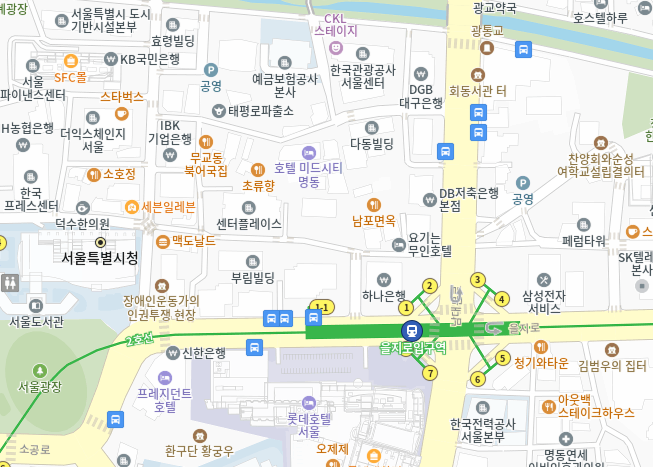 서울특별시 도시
기반시설본부
효령빌딩
CKL
스테이지
광교약국
호스텔하루
광통교
KB국민은행
서울
파이낸스센터
SFC몰
공영
예금보험공사
본사
한국관광공사
서울센터
DGB
대구은행
회동서관 터
스타벅스
태평로파출소
H농협은행
더익스체인지
서울
IBK
기업은행
무교동
북어국집
다동빌딩
찬양회와순성
여학교설립결의터
한국
프레스센터
소호정
초류향
호텔 미드시티
명동
DB저축은행
본점
공영
덕수한의원
세븐일레븐
센터플레이스
남포면옥
맥도날드
요기는
무인호텔
페럼타워
스
서울특별시청
SK텔레
본사
부림빌딩
하나은행
삼성전자
서비스
장애인운동가의
인권투쟁 현장
서울도서관
1-1
1
2
3
4
남대문로
을지로
2호선
을지로입구역
신한은행
서울광장
프레지던트
호텔
7
5
6
청기와타운
김범우의 집터
롯데호텔
서울
아웃백
스테이크하우스
한국전력공사
서울본부
소공로
환구단 황궁우
오제제
명동연세